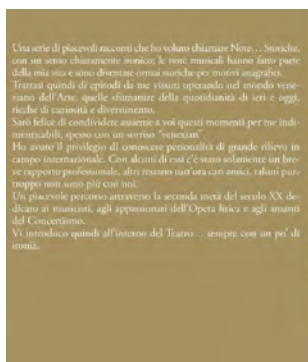 Una serie di piacevoli racconti che ho voluto chiamare Note… Storiche,
con un senso chiaramente ironico; le note musicali hanno fatto parte
della mia vita e sono diventate ormai storiche per motivi anagrafici.
Trattasi quindi di episodi da me vissuti operando nel mondo vene-
ziano dell'Arte, quelle sfumature della quotidianità di ieri e oggi,
ricche di curiosità e divertimento.
Sarò felice di condividere assieme a voi questi momenti per me indi-
menticabili, spesso con un sorriso "venexian".
Ho avuto il privilegio di conoscere personalità di grande rilievo in
campo internazionale. Con alcuni di essi c'è stato solamente un bre-
ve rapporto professionale, altri restano tutt'ora cari amici, taluni pur-
troppo non sono più con noi.
Un piacevole percorso attraverso la seconda metà del secolo XX de-
dicato ai musicisti, agli appassionati dell'Opera lirica e agli amanti
del Concertismo.
Vi introduco quindi all'interno del Teatro… sempre con un po' di
ironia.